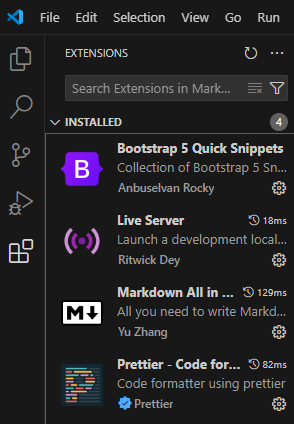 File Edit Selection View Go Run
EXTENSIONS
Search Extensions in Mark...
INSTALLED 4
Bootstrap 5 Quick Snippets
Collection of Bootstrap 5 Sn...
Anbuselvan Rocky
Live Server 18ms
Launch a development local...
Ritwick Dey
Markdown All in ... 129ms
All you need to write Markd...
Yu Zhang
Prettier - Code for... 82ms
Code formatter using prettier
Prettier